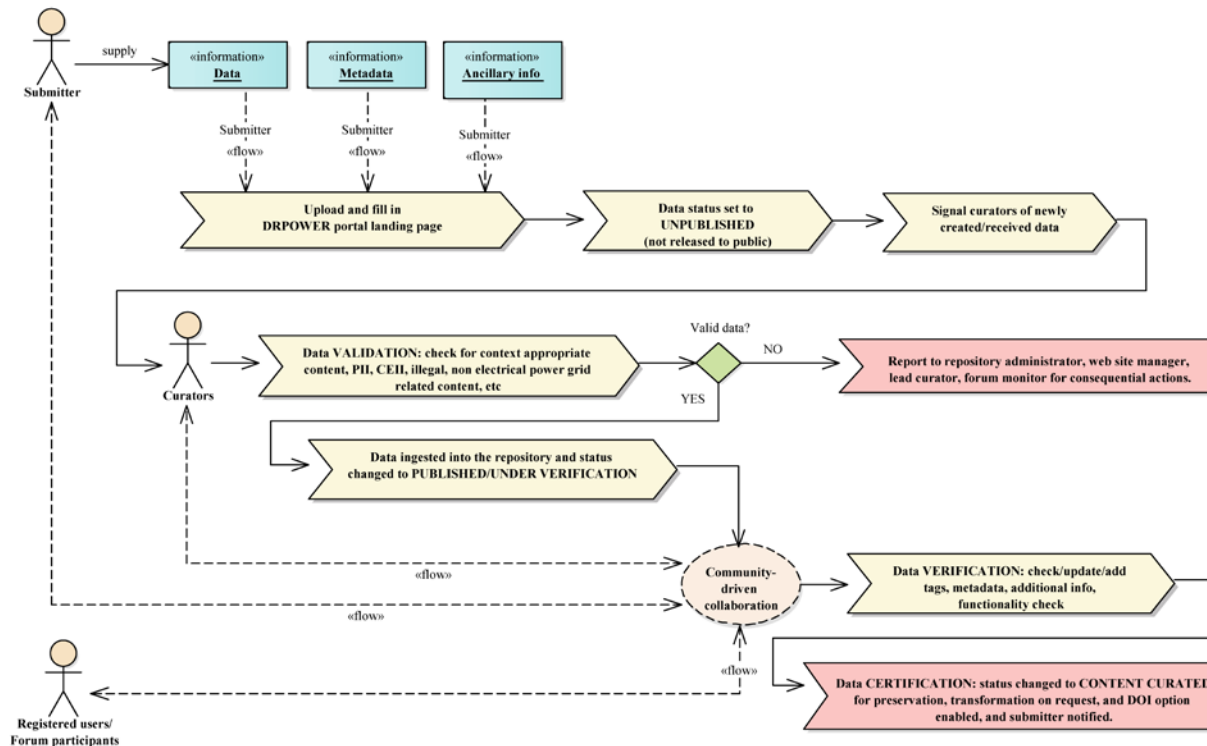 supply
«information»
Data
«information»
Metadata
«information»
Ancillary info
Submitter
Submitter
«flow»
Submitter
«flow»
Submitter
«flow»
Upload and fill in
DRPOWER portal landing page
Data status set to
UNPUBLISHED
(not released to public)
Signal curators of newly
created/received data
Curators
Data VALIDATION: check for context appropriate
content, PII, CEII, illegal, non electrical power grid
related content, etc
Valid data?
NO
YES
Report to repository administrator, web site manager,
lead curator, forum monitor for consequential actions.
Data ingested into the repository and status
changed to PUBLISHED/UNDER VERIFICATION
«flow»
«flow»
«flow»
Community-
driven
collaboration
Data VERIFICATION: check/update/add
tags, metadata, additional info,
functionality check
Data CERTIFICATION: status changed to CONTENT CURATED
for preservation, transformation on request, and DOI option
enabled, and submitter notified.
Registered users/
Forum participants